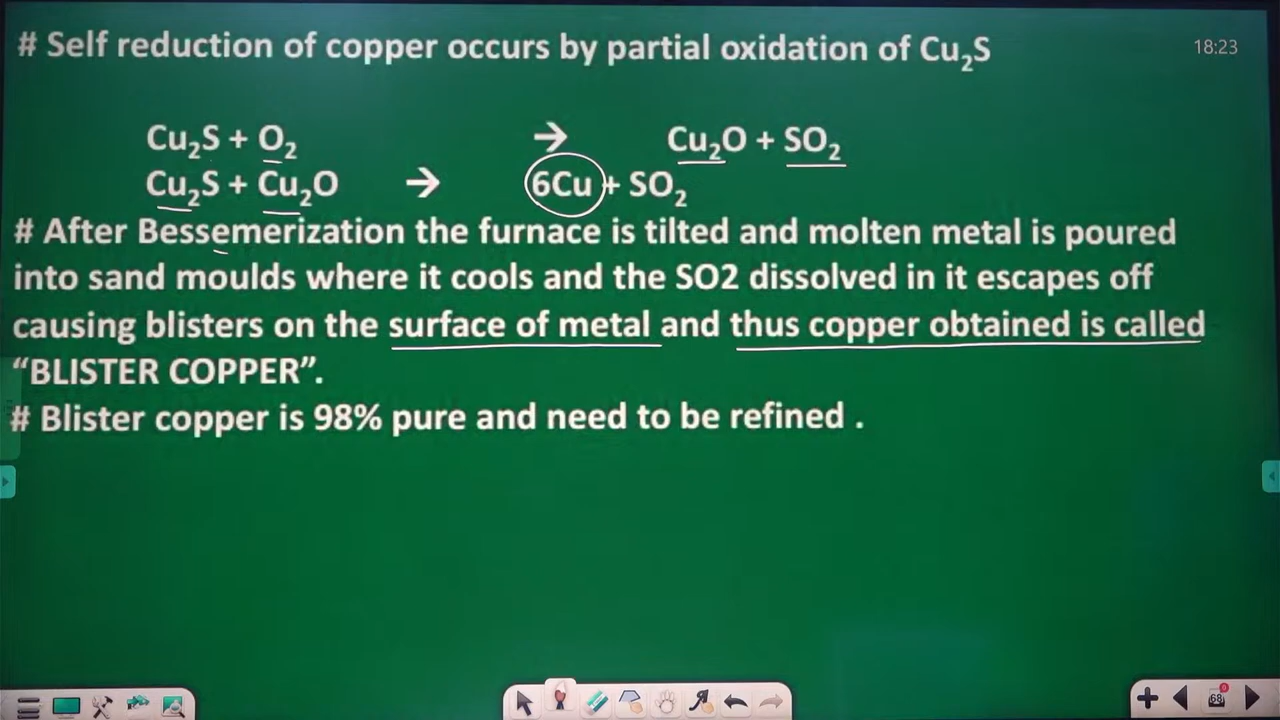 # Self reduction of copper occurs by partial oxidation of Cu₂S
18:23
Cu₂S + O₂ → Cu₂O + SO₂
Cu₂S + Cu₂O → 6Cu + SO₂
# After Bessemerization the furnace is tilted and molten metal is poured
into sand moulds where it cools and the SO2 dissolved in it escapes off
causing blisters on the surface of metal and thus copper obtained is called
“BLISTER COPPER”.
# Blister copper is 98% pure and need to be refined .
68